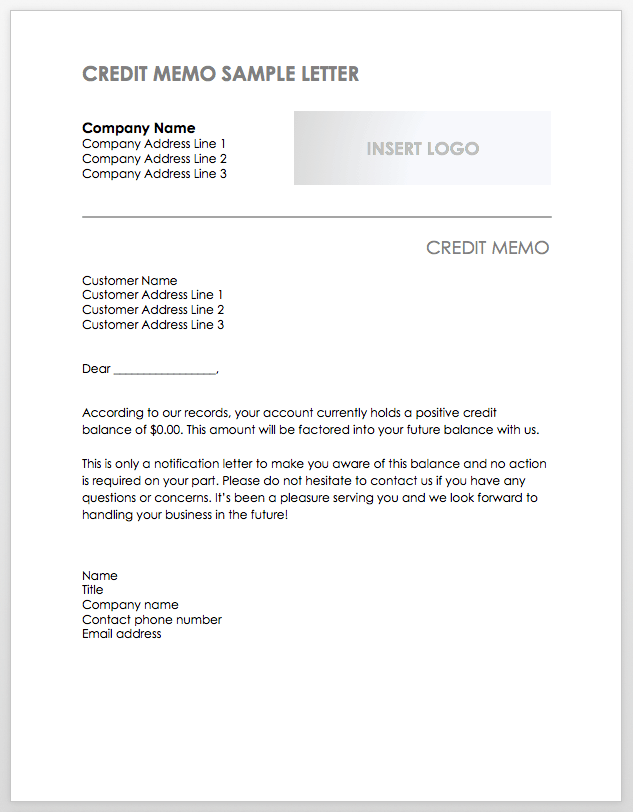 CREDIT MEMO SAMPLE LETTER
Company Name
Company Address Line 1
Company Address Line 2
Company Address Line 3
INSERT LOGO
CREDIT MEMO
Customer Name
Customer Address Line 1
Customer Address Line 2
Customer Address Line 3
Dear _________________,
According to our records, your account currently holds a positive credit
balance of $0.00. This amount will be factored into your future balance with us.
This is only a notification letter to make you aware of this balance and no action
is required on your part. Please do not hesitate to contact us if you have any
questions or concerns. It’s been a pleasure serving you and we look forward to
handling your business in the future!
Name
Title
Company name
Contact phone number
Email address